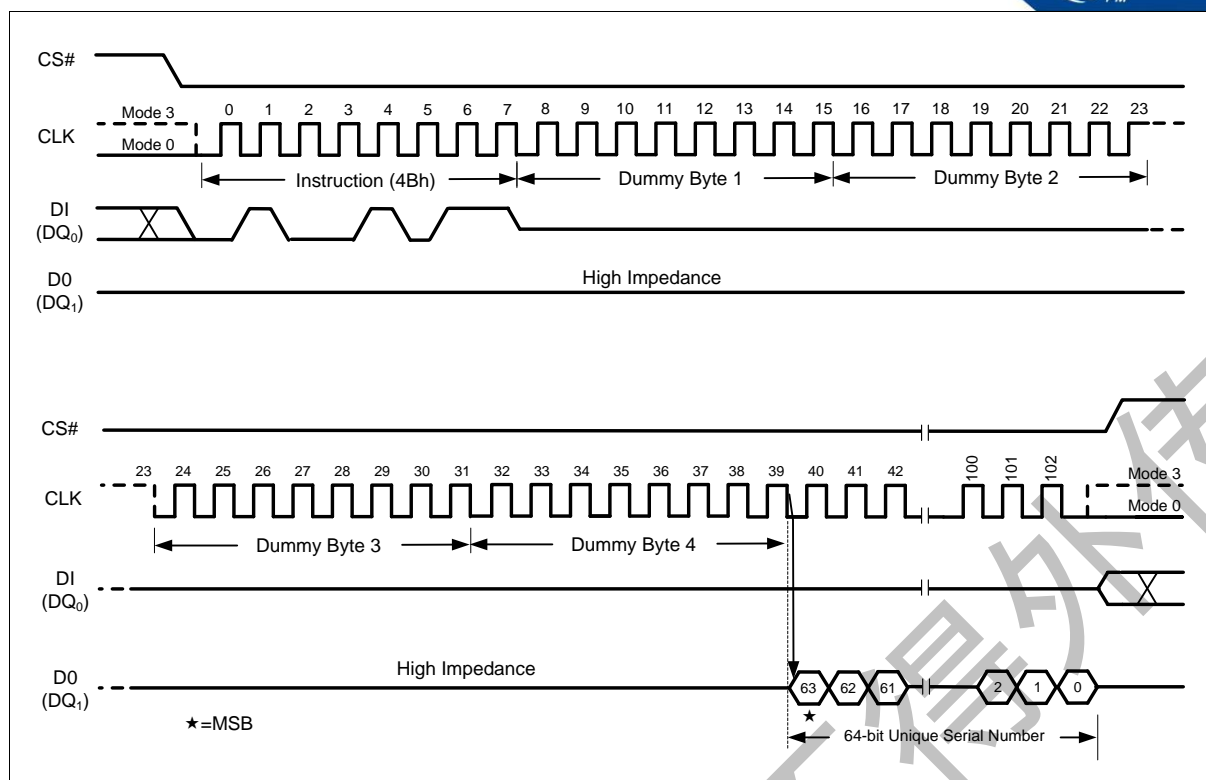 CS#
Mode 3
0 1 2 3 4 5 6 7 8 9 10 11 12 13 14 15 16 17 18 19 20 21 22 23
CLK
Mode 0
Instruction (4Bh)
Dummy Byte 1
Dummy Byte 2
DI
(DQ0)
D0
(DQ1)
High Impedance
CS#
23 24 25 26 27 28 29 30 31 32 33 34 35 36 37 38 39 40 41 42 100 101 102
Mode 3
CLK
Mode 0
Dummy Byte 3
Dummy Byte 4
DI
(DQ0)
High Impedance
D0
(DQ1)
63 62 61 2 1 0
★=MSB
★
64-bit Unique Serial Number
得外传